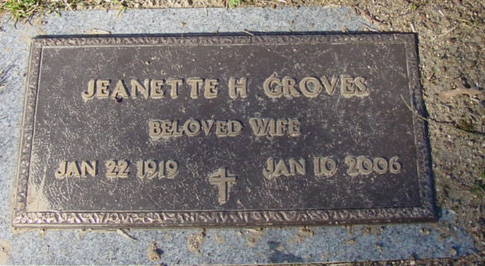 JEANETTE H GROVES
BELOVED WIFE
JAN 22 1919 JAN 10 2006